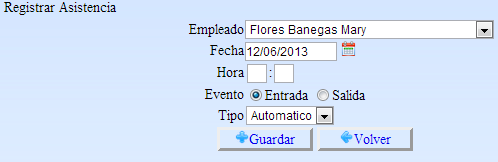 Registrar Asistencia
Empleado Flores Banegas Mary
Fecha 12/06/2013
Hora :
Evento Entrada Salida
Tipo Automatico
Guardar Volver